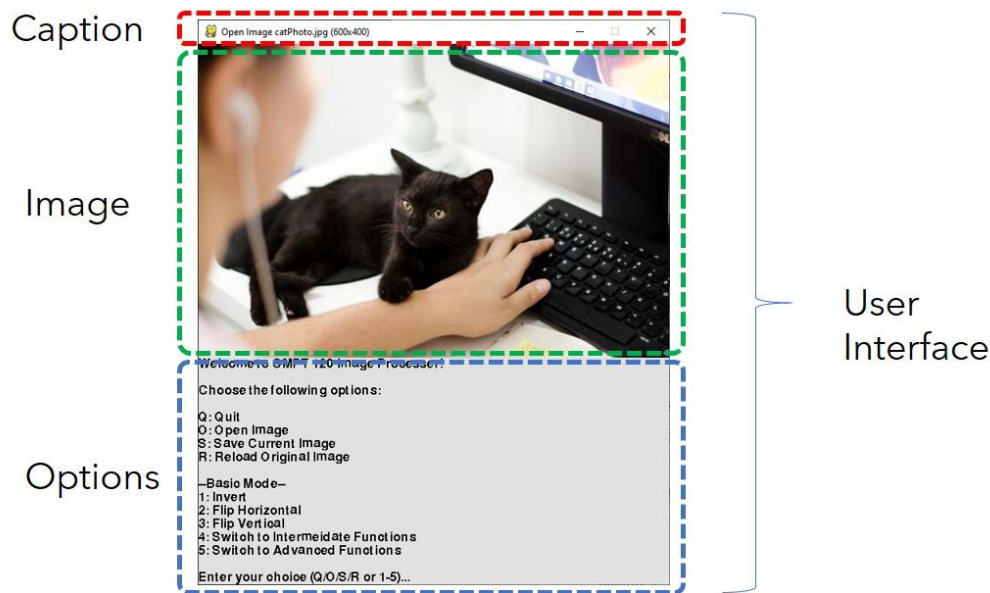 Caption
Open Image catPhoto.jpg (600x400)
Image
User
Interface
Options
Welcome to CMPT 120 Image Processer!
Choose the following options:
Q: Quit
O: Open Image
S: Save Current Image
R: Reload Original Image
--Basic Mode--
1: Invert
2: Flip Horizontal
3: Flip Vertical
4: Switch to Intermeidate Functions
5: Switch to Advanced Functions
Enter your choice (Q/O/S/R or 1-5)...